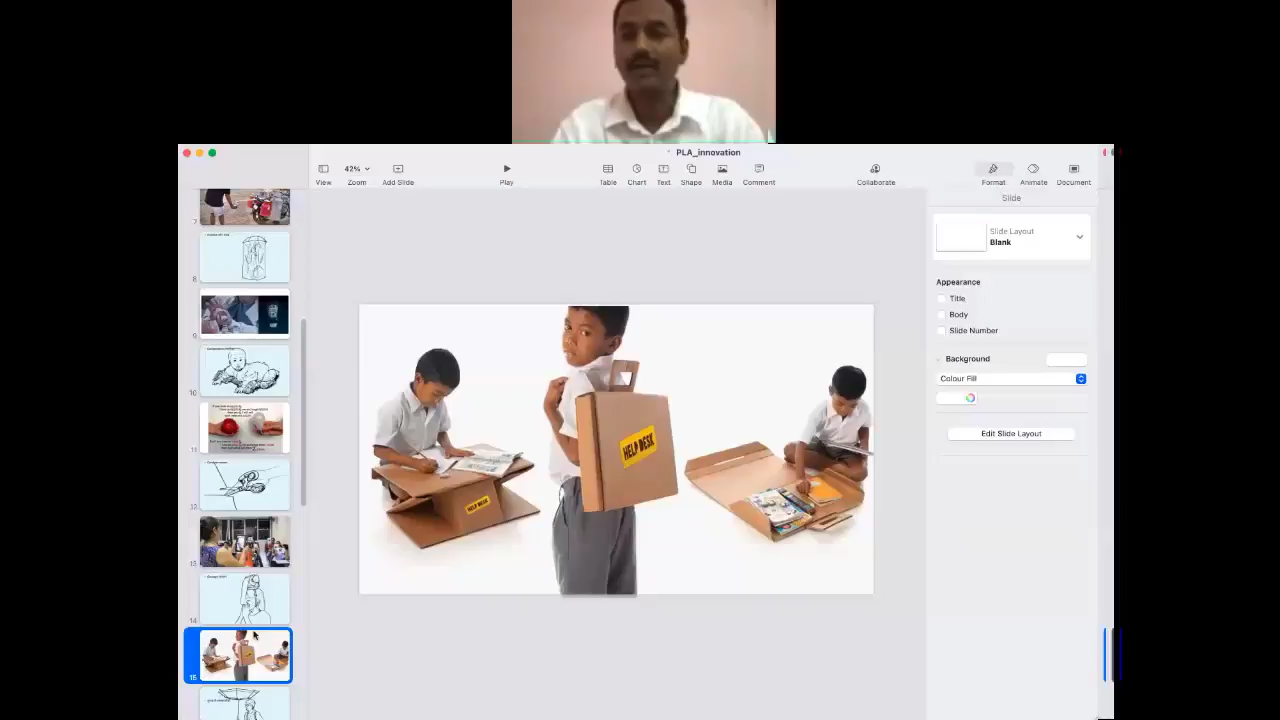 PLA_innovation
42%
View
Zoom
Add Slide
Play
Table
Chart
Text
Shape
Media
Comment
Collaborate
Format
Animate
Document
Slide
Slide Layout
Blank
Appearance
Title
Body
Slide Number
Background
Colour Fill
Edit Slide Layout
HELP DESK
HELP DESK
7
8
9
10
11
12
13
14
15